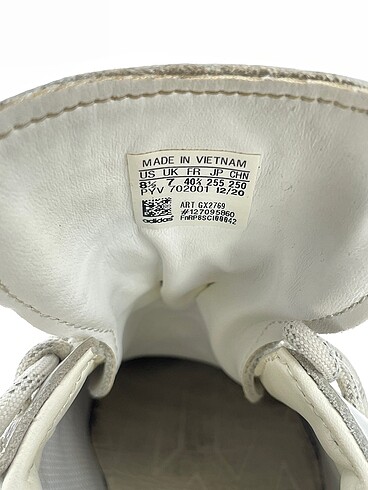 MADE IN VIETNAM
US UK FR JP CHN
8½ 7 40⅔ 255 250
PYV 702001 12/20
ART GX2769
#127095860
FnRP8SCI00042
adidas